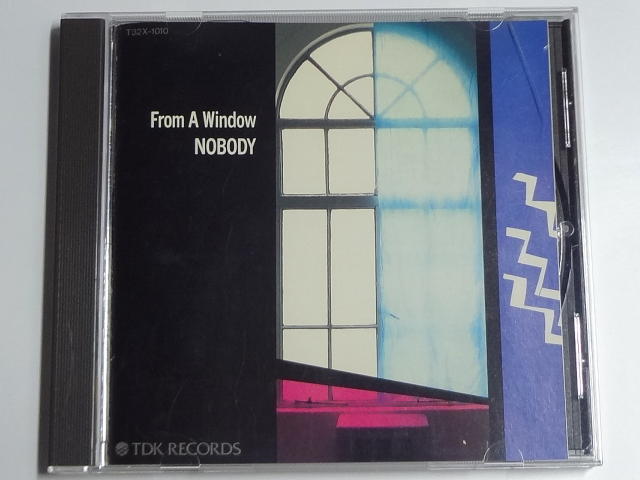 T32X-1010
From A Window
NOBODY
TDK RECORDS